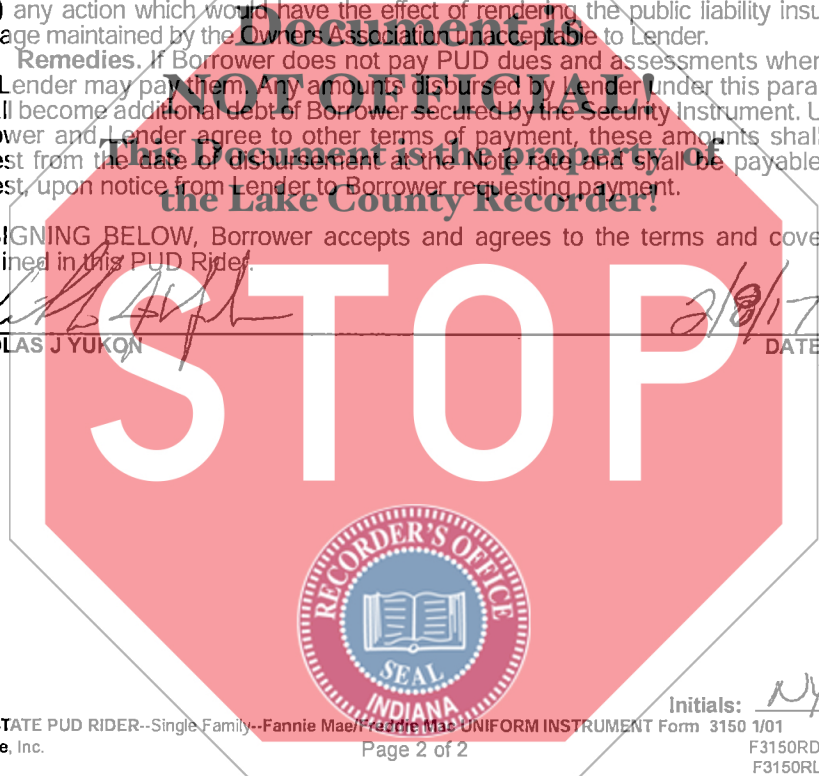 ) any action which would have the effect of rendering the public liability insu
age maintained by the Owners Association unacceptable to Lender.
Remedies. If Borrower does not pay PUD dues and assessments when
Lender may pay them. Any amounts disbursed by Lender under this para
ll become additional debt of Borrower secured by the Security Instrument. U
ower and Lender agree to other terms of payment, these amounts shall
est from the date of disbursement at the Note rate and shall be payable
est, upon notice from Lender to Borrower requesting payment.
Document is
NOT OFFICIAL!
This Document is the property of
the Lake County Recorder!
IGNING BELOW, Borrower accepts and agrees to the terms and cove
ined in this PUD Rider.
2/8/17
LAS J YUKON DATE
STOP
RECORDER'S OFFICE
SEAL
INDIANA
Initials: NY
TATE PUD RIDER--Single Family--Fannie Mae/Freddie Mac UNIFORM INSTRUMENT Form 3150 1/01
e, Inc. Page 2 of 2 F3150RD
F3150RL